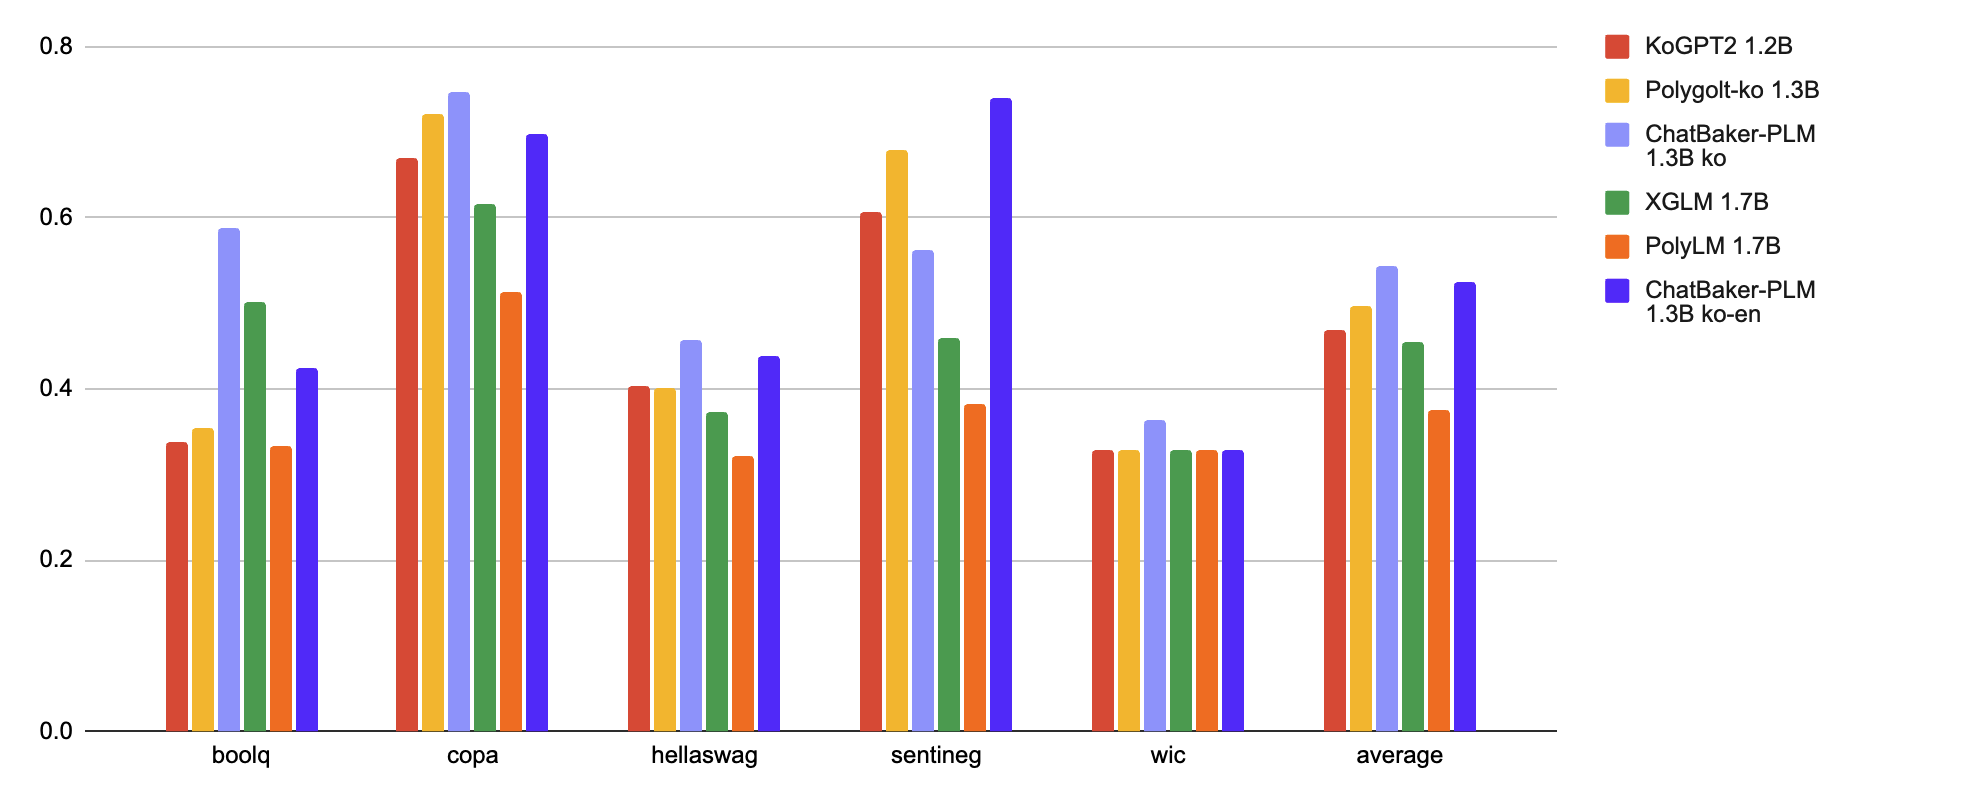 0.8
0.6
0.4
0.2
0.0
boolq
copa
hellaswag
sentineg
wic
average
KoGPT2 1.2B
Polygolt-ko 1.3B
ChatBaker-PLM
1.3B ko
XGLM 1.7B
PolyLM 1.7B
ChatBaker-PLM
1.3B ko-en